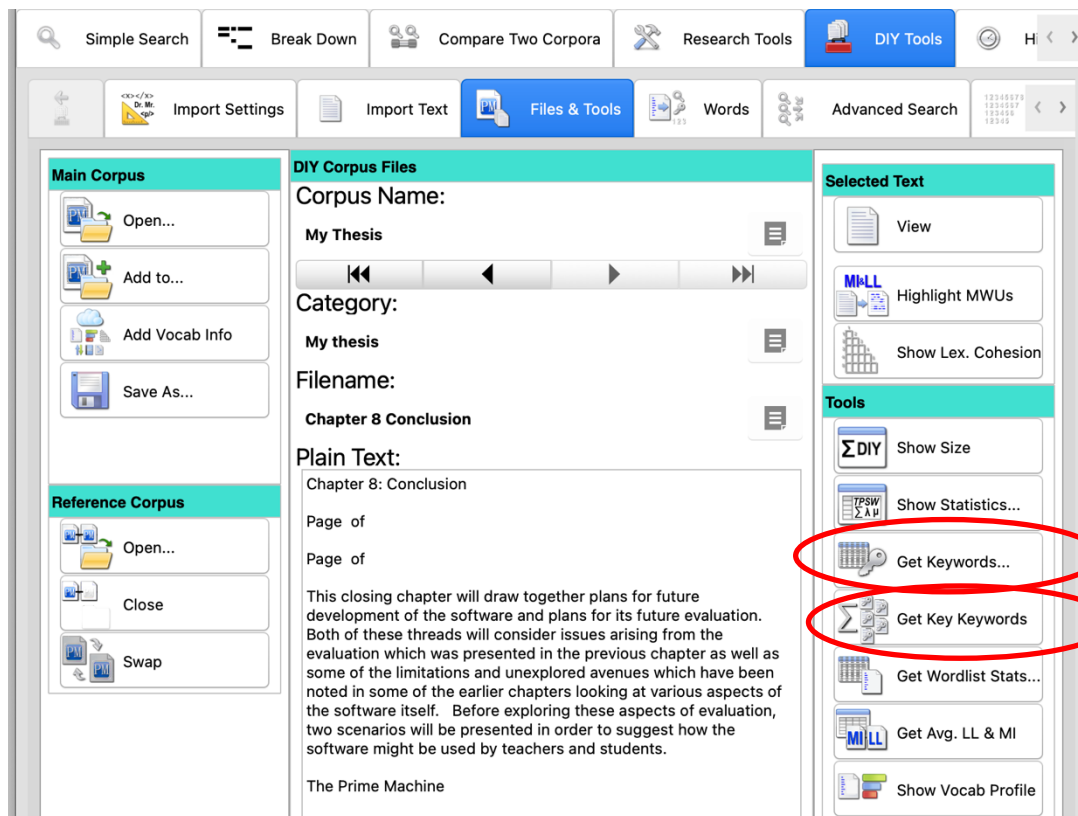 Simple Search
Break Down
Compare Two Corpora
Research Tools
DIY Tools
Hi
Import Settings
Import Text
Files & Tools
Words
Advanced Search
Main Corpus
Open...
Add to...
Add Vocab Info
Save As...
Reference Corpus
Open...
Close
Swap
DIY Corpus Files
Corpus Name:
My Thesis
Category:
My thesis
Filename:
Chapter 8 Conclusion
Plain Text:
Chapter 8: Conclusion
Page of
Page of
This closing chapter will draw together plans for future
development of the software and plans for its future evaluation.
Both of these threads will consider issues arising from the
evaluation which was presented in the previous chapter as well as
some of the limitations and unexplored avenues which have been
noted in some of the earlier chapters looking at various aspects of
the software itself. Before exploring these aspects of evaluation,
two scenarios will be presented in order to suggest how the
software might be used by teachers and students.
The Prime Machine
Selected Text
View
MI&LL
Highlight MWUs
Show Lex. Cohesion
Tools
ΣDIY
Show Size
TPSW
Σλμ
Show Statistics...
Get Keywords...
Σ
Get Key Keywords
Get Wordlist Stats...
MI LL
Get Avg. LL & MI
Show Vocab Profile